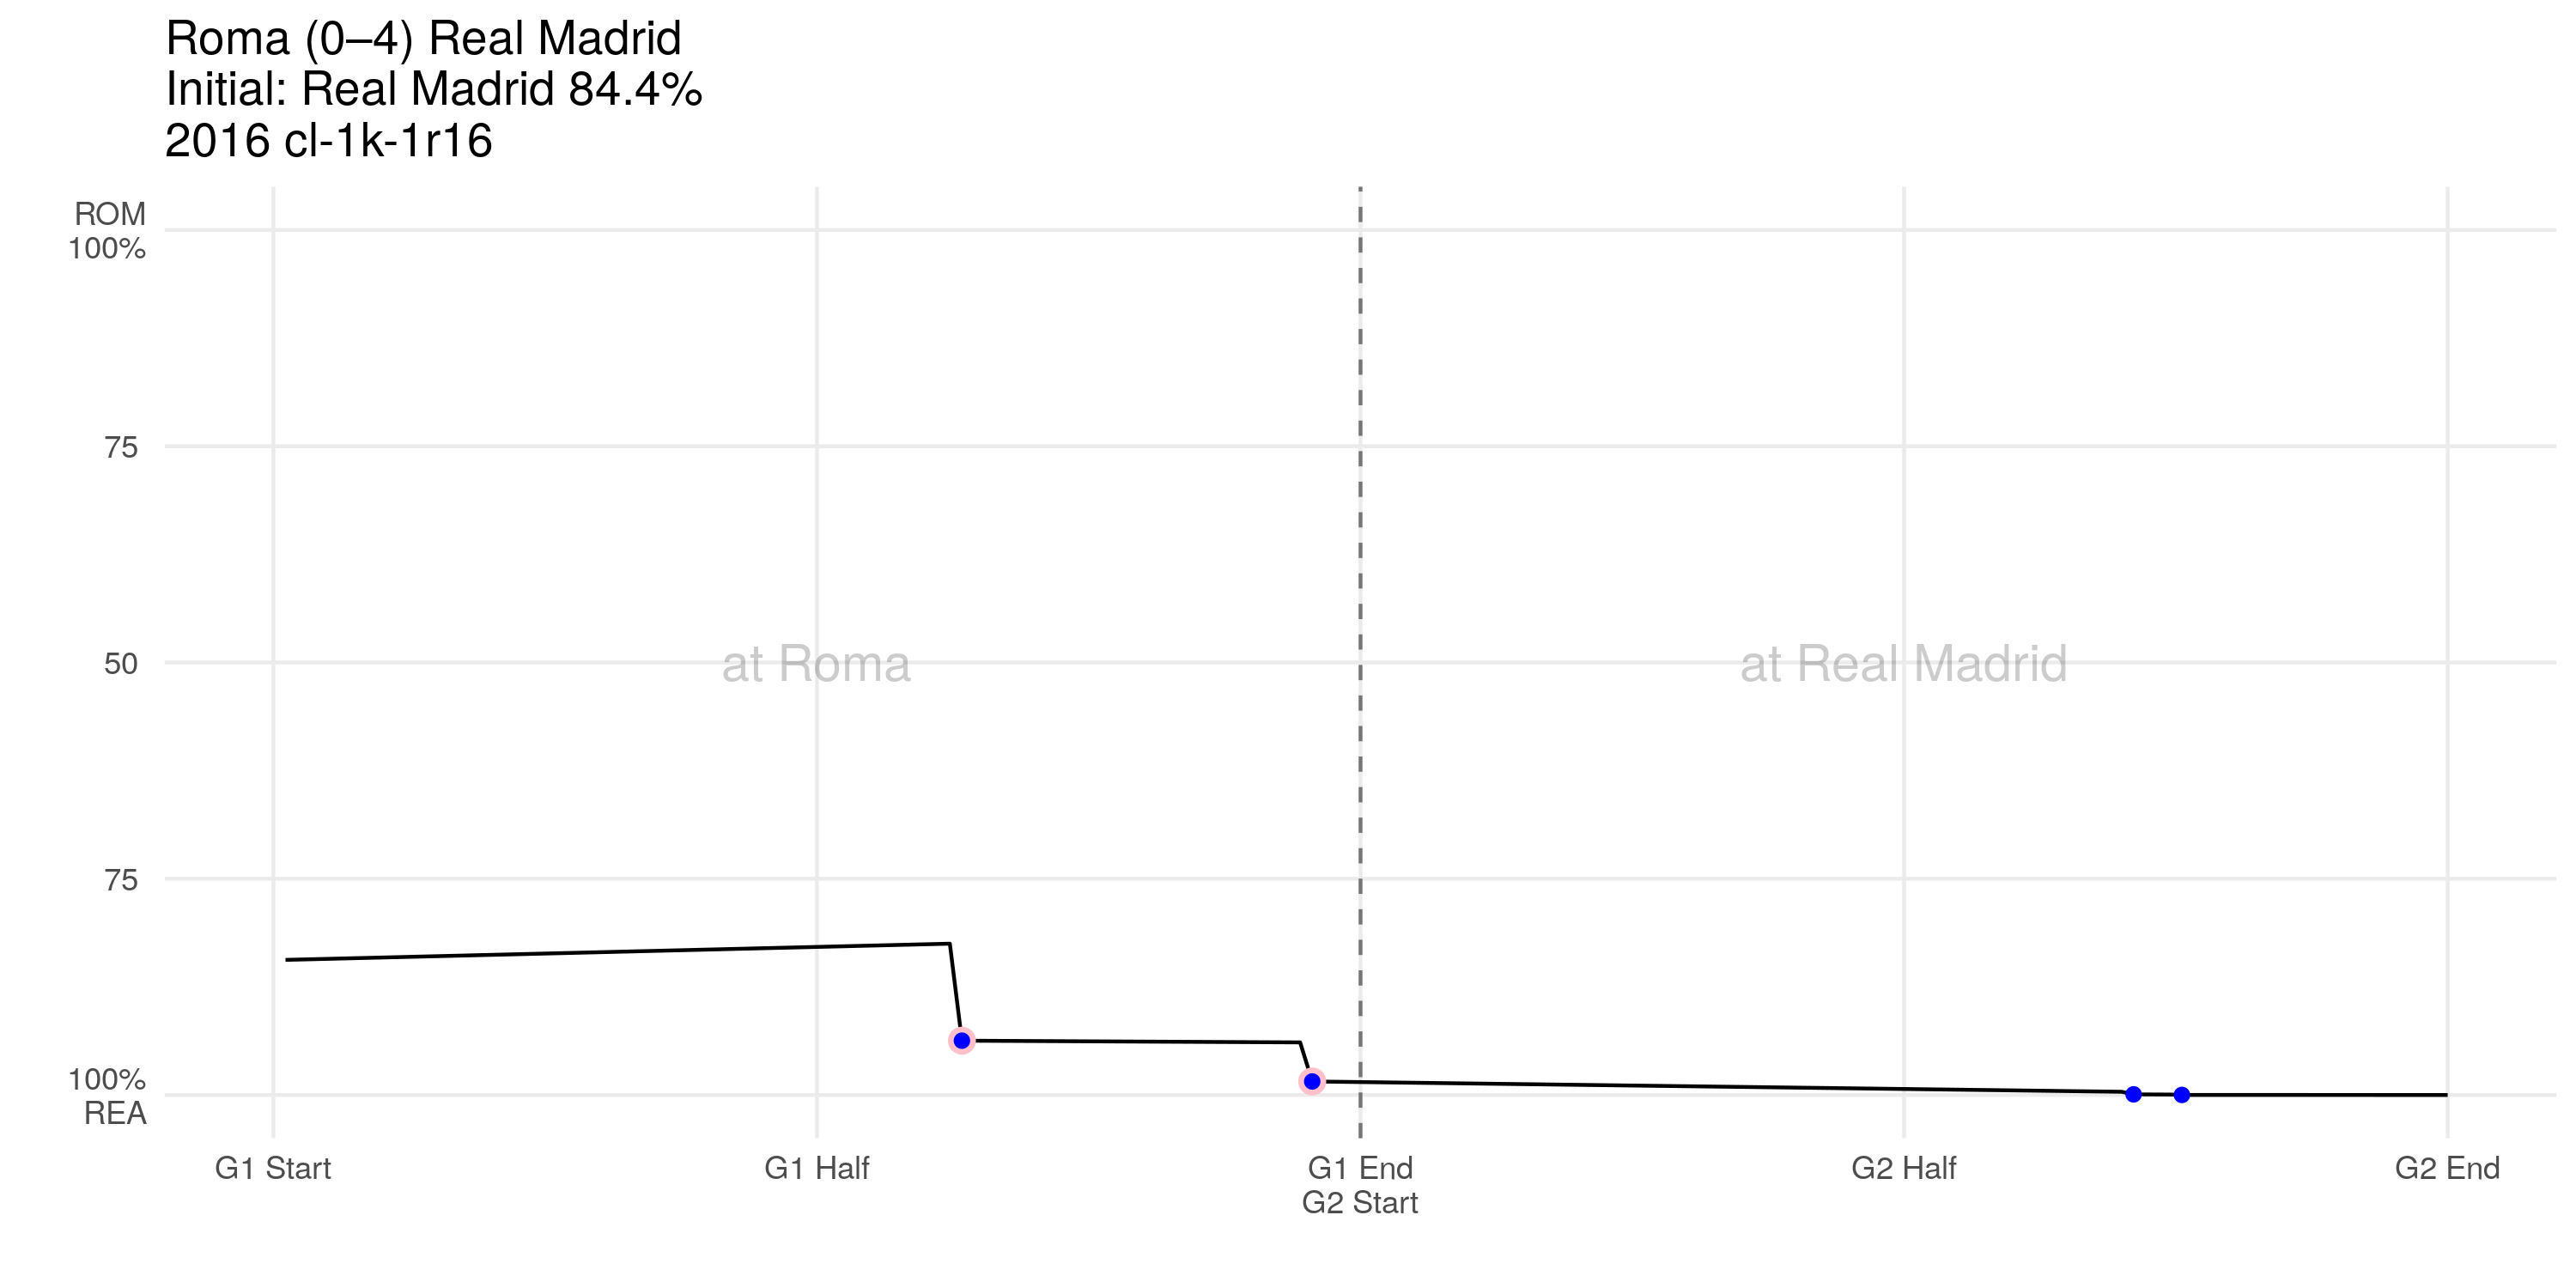 Roma (0–4) Real Madrid
Initial: Real Madrid 84.4%
2016 cl-1k-1r16
ROM
100%
75
50
75
100%
REA
at Roma
at Real Madrid
G1 Start
G1 Half
G1 End
G2 Start
G2 Half
G2 End